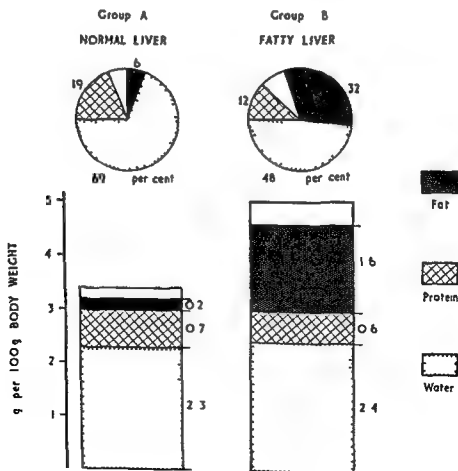 Group A Group B
NORMAL LIVER FATTY LIVER
6
19
32
12
69 per cent 48 per cent
Fat
Protein
Water
g per 100g BODY WEIGHT
5
4
3
2
1
0 2
0 7
2 3
1 6
0 6
2 4